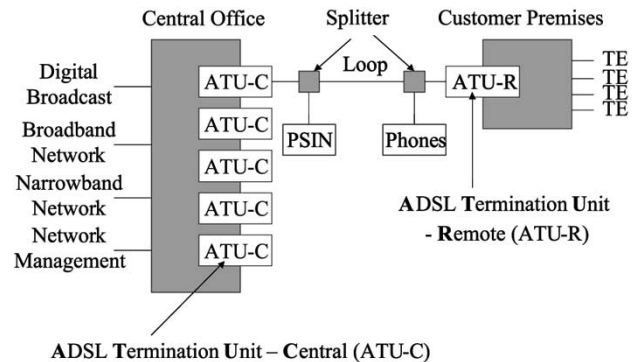 Central Office
Splitter
Customer Premises
Digital
Broadcast
Broadband
Network
Narrowband
Network
Network
Management
ATU-C
ATU-C
ATU-C
ATU-C
ATU-C
Loop
PSIN
Phones
ATU-R
TE
TE
TE
TE
ADSL Termination Unit
- Remote (ATU-R)
ADSL Termination Unit – Central (ATU-C)